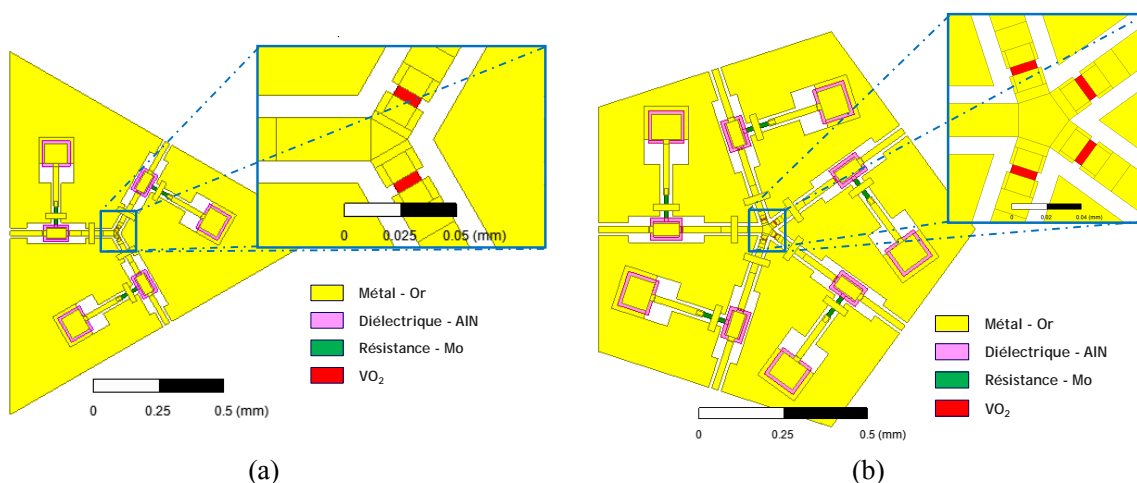 0 0.025 0.05 (mm)
Métal - Or
Diélectrique - AlN
Résistance - Mo
VO₂
0 0.25 0.5 (mm)
(a)
0 0.02 0.04 (mm)
Métal - Or
Diélectrique - AlN
Résistance - Mo
VO₂
0 0.25 0.5 (mm)
(b)